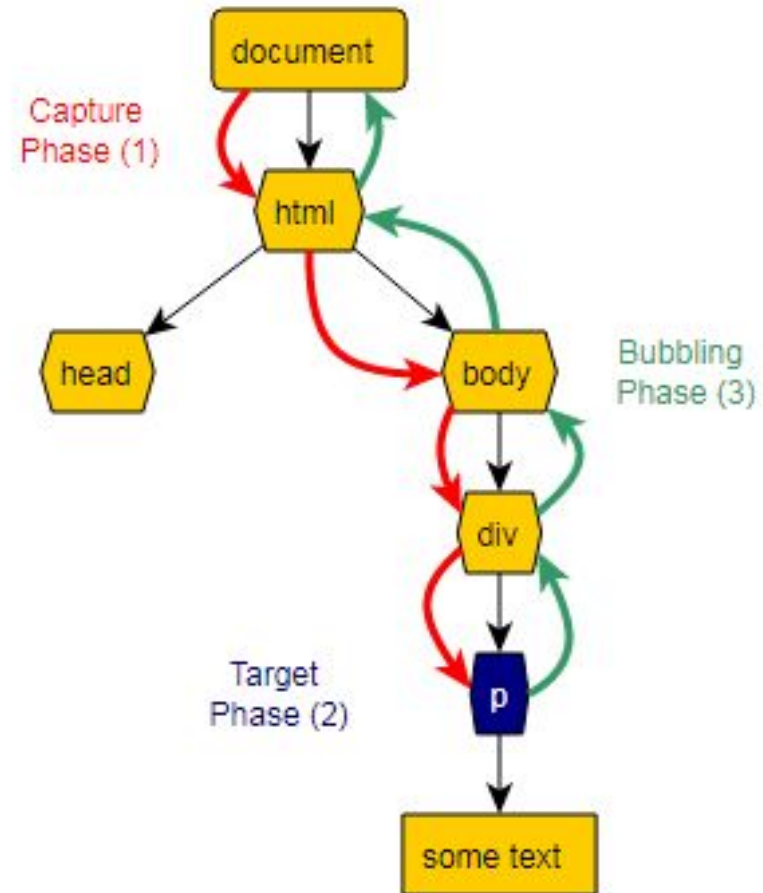 document
Capture
Phase (1)
html
head
body
Bubbling
Phase (3)
div
Target
Phase (2)
p
some text